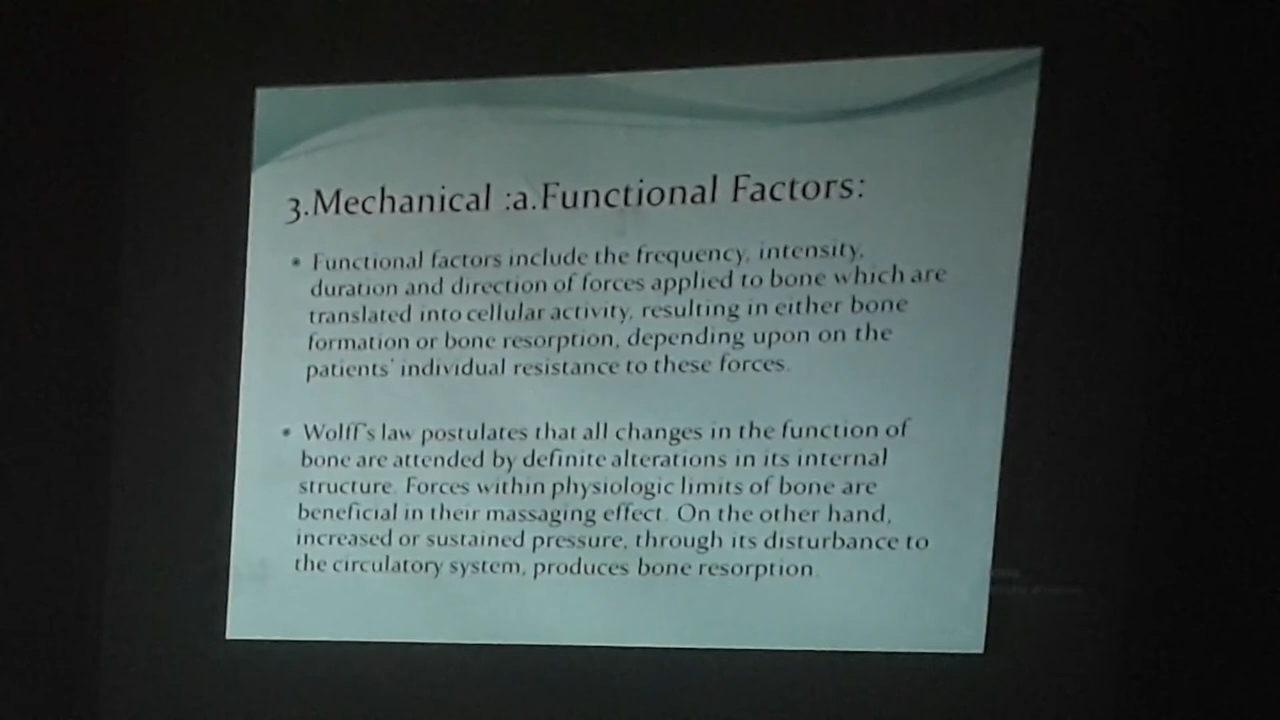 3.Mechanical :a.Functional Factors:
• Functional factors include the frequency, intensity,
duration and direction of forces applied to bone which are
translated into cellular activity, resulting in either bone
formation or bone resorption, depending upon on the
patients' individual resistance to these forces.
• Wolff's law postulates that all changes in the function of
bone are attended by definite alterations in its internal
structure. Forces within physiologic limits of bone are
beneficial in their massaging effect. On the other hand,
increased or sustained pressure, through its disturbance to
the circulatory system, produces bone resorption.